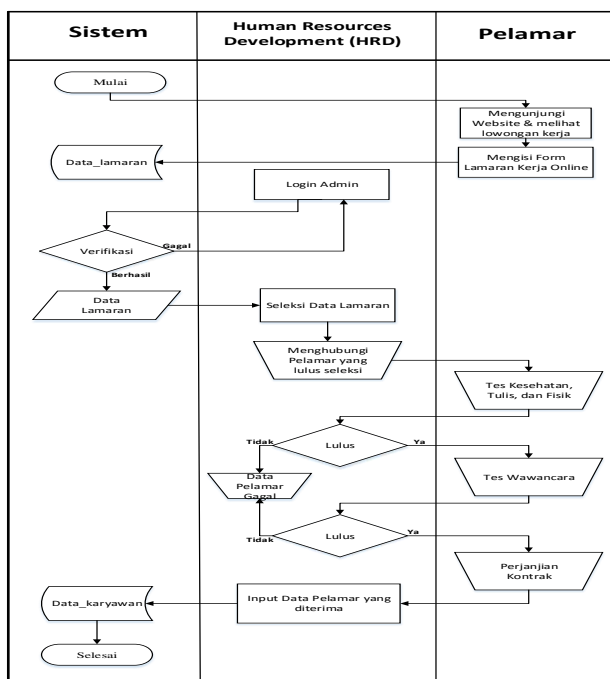 Sistem
Human Resources
Development (HRD)
Pelamar
Mulai
Mengunjungi
Website & melihat
lowongan kerja
Data_lamaran
Mengisi Form
Lamaran Kerja Online
Login Admin
Verifikasi
Gagal
Berhasil
Data
Lamaran
Seleksi Data Lamaran
Menghubungi
Pelamar yang
lulus seleksi
Tes Kesehatan,
Tulis, dan Fisik
Tidak
Lulus
Ya
Data
Pelamar
Gagal
Tes Wawancara
Tidak
Lulus
Ya
Perjanjian
Kontrak
Data_karyawan
Input Data Pelamar yang
diterima
Selesai